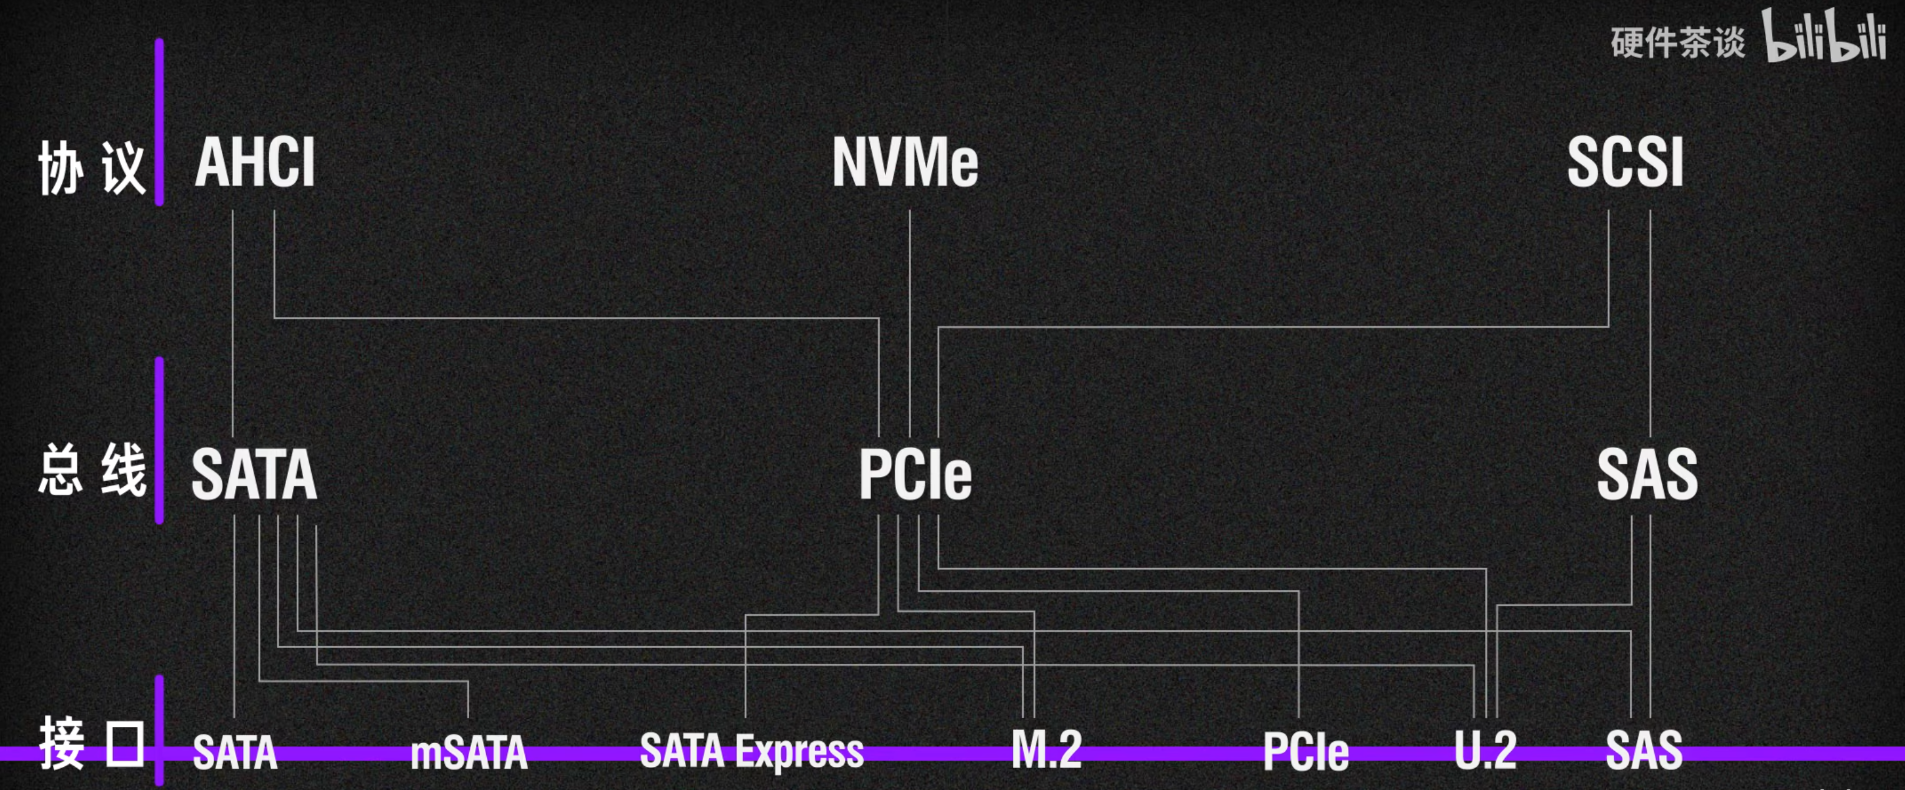 硬件茶谈 bilibili
协议 AHCI NVMe SCSI
总线 SATA PCIe SAS
接口 SATA mSATA SATA Express M.2 PCIe U.2 SAS